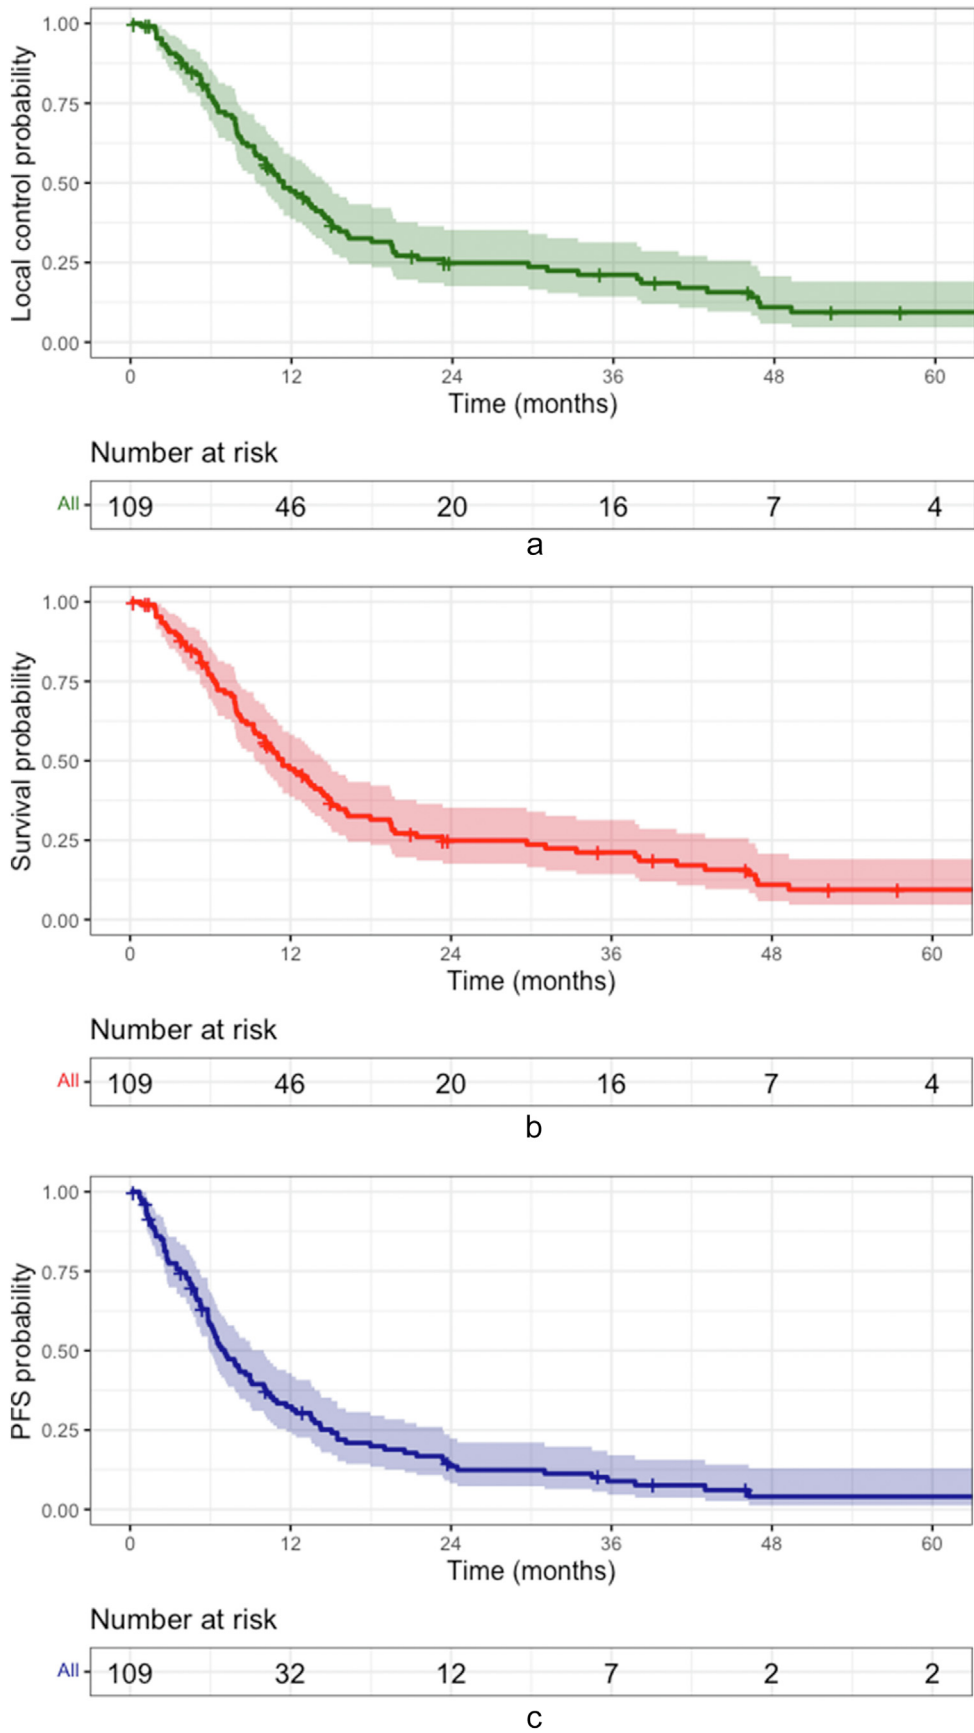 Local control probability
1.00
0.75
0.50
0.25
0.00
0 12 24 36 48 60
Time (months)
Number at risk
All 109 46 20 16 7 4
a
Survival probability
1.00
0.75
0.50
0.25
0.00
0 12 24 36 48 60
Time (months)
Number at risk
All 109 46 20 16 7 4
b
PFS probability
1.00
0.75
0.50
0.25
0.00
0 12 24 36 48 60
Time (months)
Number at risk
All 109 32 12 7 2 2
c